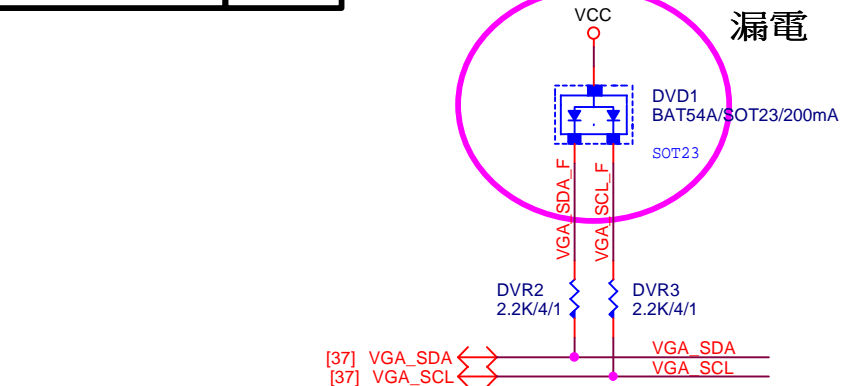 VCC
漏電
DVD1
BAT54A/SOT23/200mA
SOT23
VGA_SDA_F
VGA_SCL_F
DVR2
2.2K/4/1
DVR3
2.2K/4/1
[37] VGA_SDA
VGA_SDA
[37] VGA_SCL
VGA_SCL